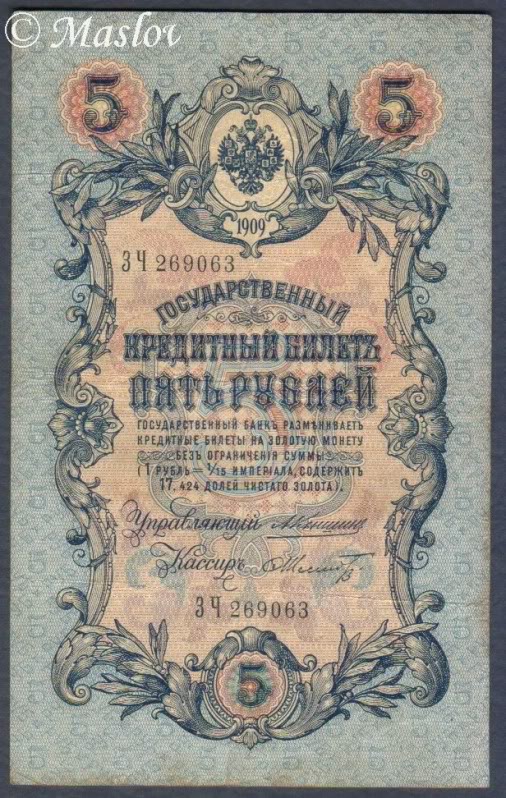 © Maslov
5 5
1909
ЗЧ 269063
ГОСУДАРСТВЕННЫЙ
КРЕДИТНЫЙ БИЛЕТЪ
ПЯТЬ РУБЛЕЙ
ГОСУДАРСТВЕННЫЙ БАНКЪ РАЗМѢНИВАЕТЪ
КРЕДИТНЫЕ БИЛЕТЫ НА ЗОЛОТУЮ МОНЕТУ
БЕЗЪ ОГРАНИЧЕНІЯ СУММЫ
(1 РУБЛЬ = 1/15 ИМПЕРІАЛА, СОДЕРЖИТЪ
17,424 ДОЛЕЙ ЧИСТАГО ЗОЛОТА).
Управляющій
Кассиръ
ЗЧ 269063
5